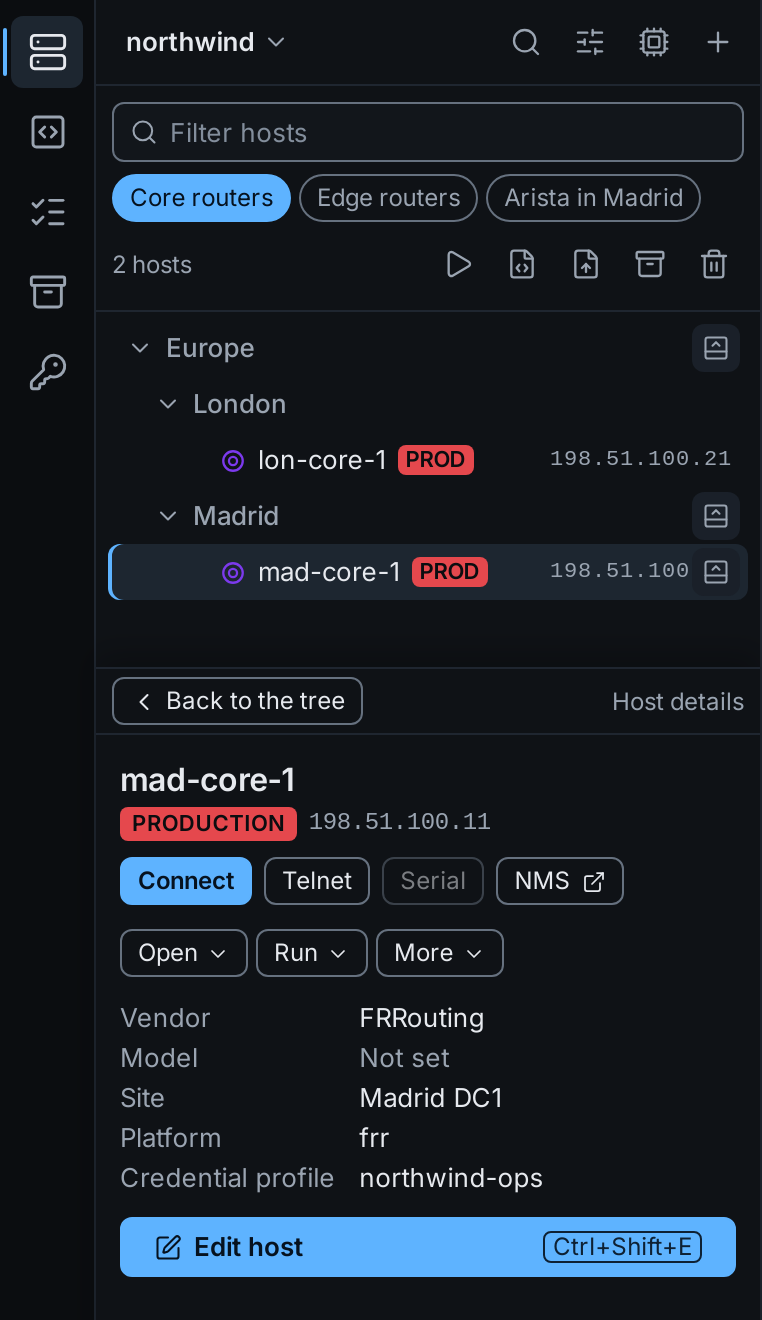 northwind
Filter hosts
Core routers Edge routers Arista in Madrid
2 hosts
Europe
London
lon-core-1 PROD 198.51.100.21
Madrid
mad-core-1 PROD 198.51.100
Back to the tree Host details
mad-core-1
PRODUCTION 198.51.100.11
Connect Telnet Serial NMS
Open Run More
Vendor FRRouting
Model Not set
Site Madrid DC1
Platform frr
Credential profile northwind-ops
Edit host Ctrl+Shift+E